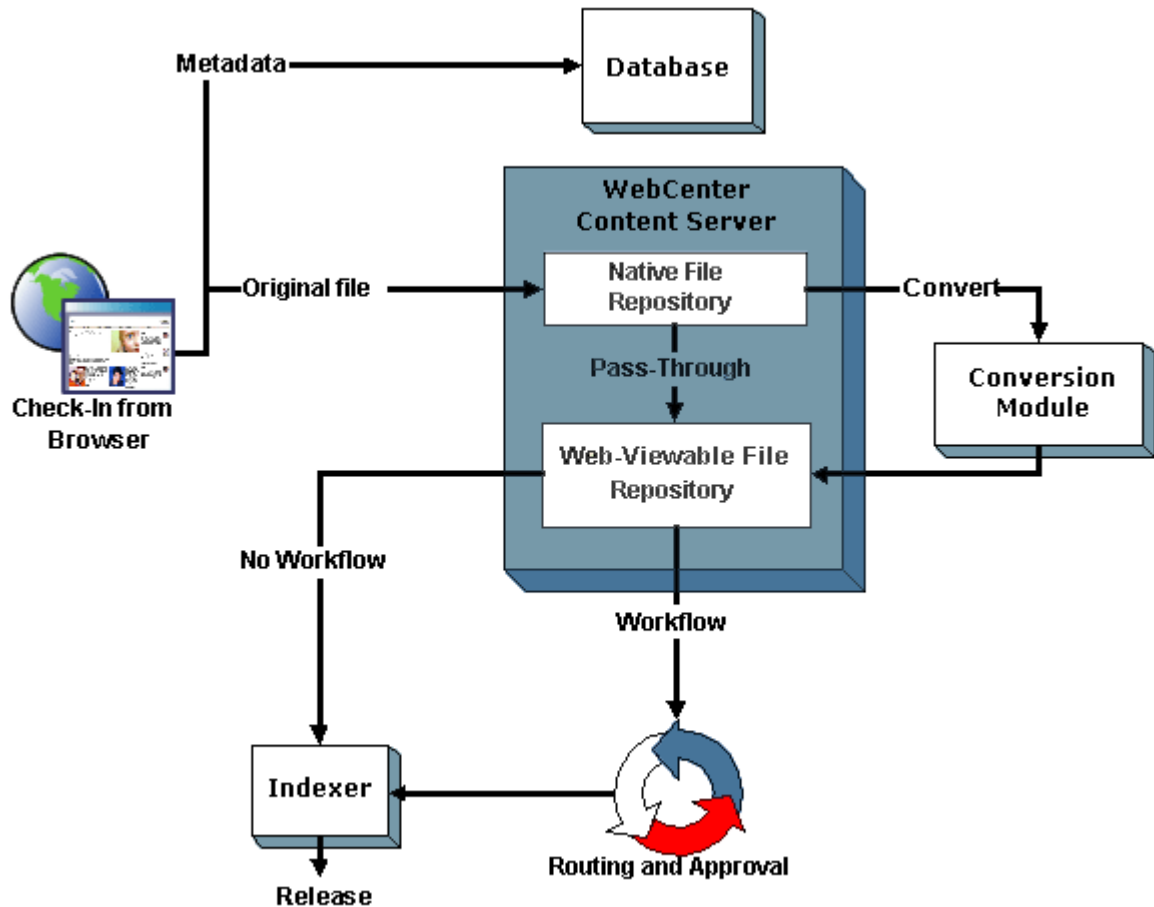 Metadata
Database
WebCenter
Content Server
Original file
Native File
Repository
Convert
Pass-Through
Conversion
Module
Check-In from
Browser
Web-Viewable File
Repository
No Workflow
Workflow
Indexer
Routing and Approval
Release